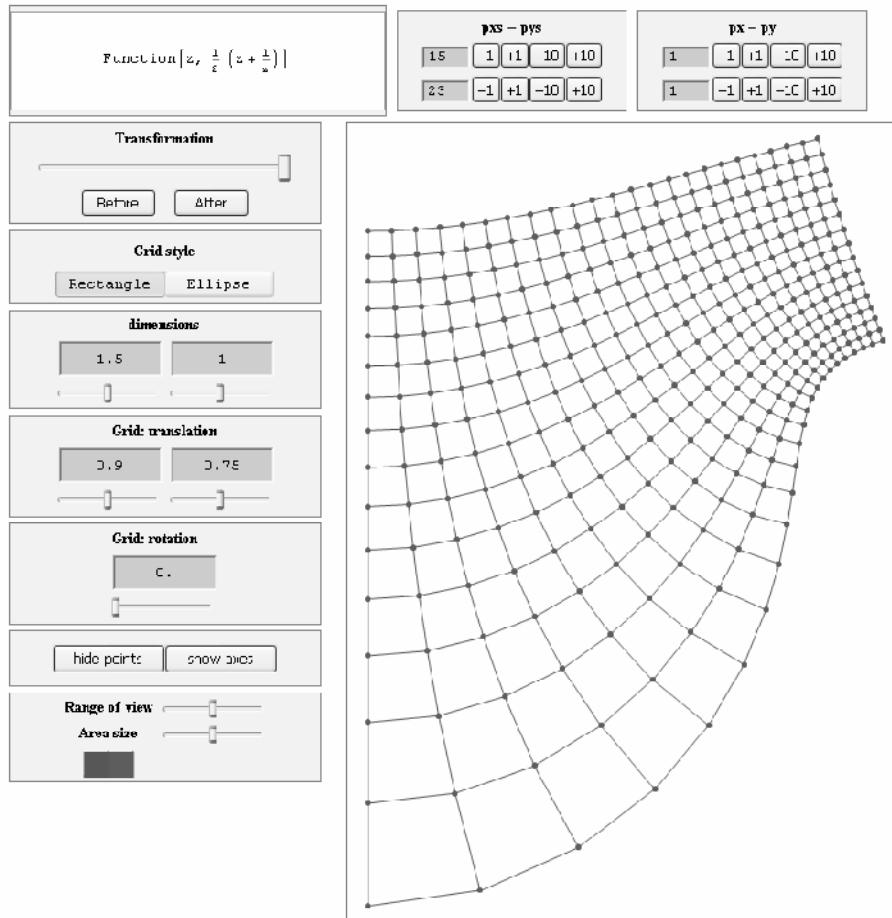 Function[z, 1/2 (z + 1/z)]
pxs – pys
15 1 +1 10 +10
23 −1 +1 −10 +10
px – py
1 1 +1 10 +10
1 −1 +1 −10 +10
Transformation
Before After
Grid style
Rectangle Ellipse
dimensions
1.5 1
Grid: translation
0.9 0.75
Grid: rotation
0.
hide points show axes
Range of view
Area size